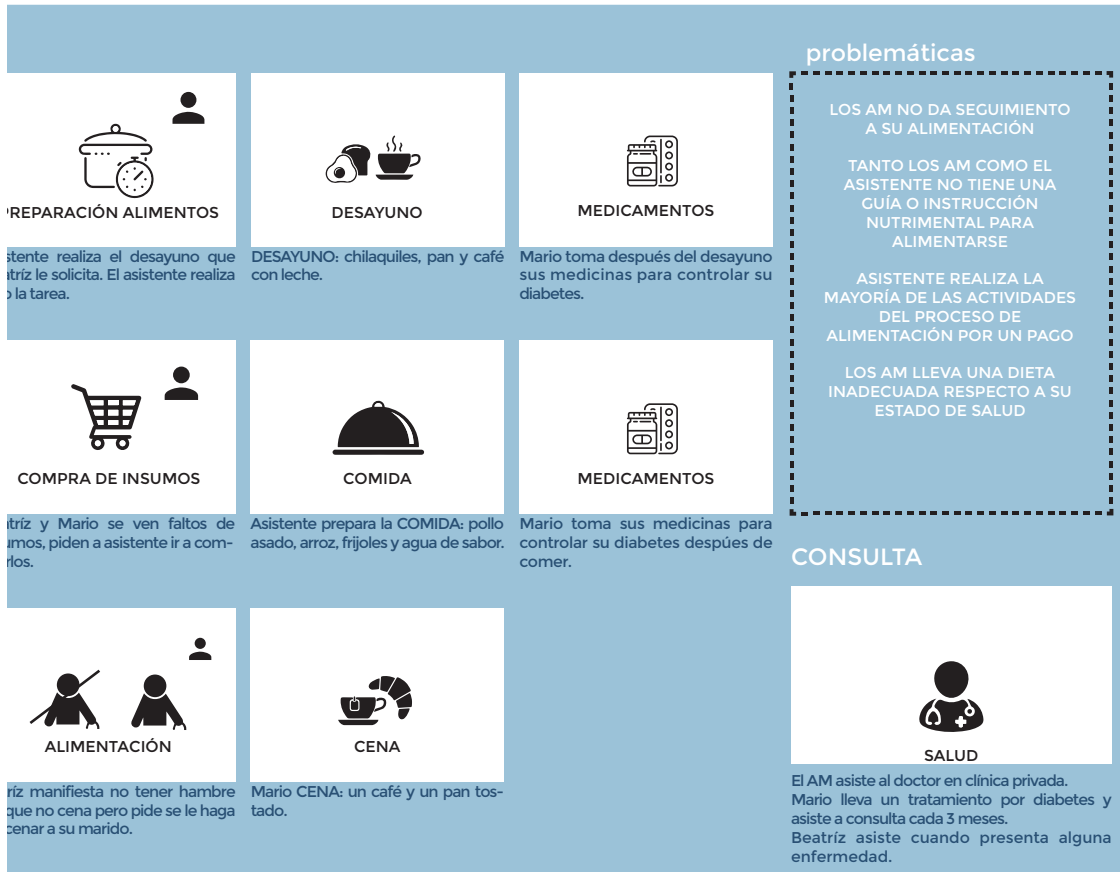 problemáticas
LOS AM NO DA SEGUIMIENTO
A SU ALIMENTACIÓN
TANTO LOS AM COMO EL
ASISTENTE NO TIENE UNA
GUÍA O INSTRUCCIÓN
NUTRIMENTAL PARA
ALIMENTARSE
ASISTENTE REALIZA LA
MAYORÍA DE LAS ACTIVIDADES
DEL PROCESO DE
ALIMENTACIÓN POR UN PAGO
LOS AM LLEVA UNA DIETA
INADECUADA RESPECTO A SU
ESTADO DE SALUD
ALIMENTOS
realiza el desayuno que
le solicita. El asistente realiza
la tarea.
DESAYUNO
DESAYUNO: chilaquiles, pan y café
con leche.
MEDICAMENTOS
Mario toma después del desayuno
sus medicinas para controlar su
diabetes.
COMPRA DE INSUMOS
y Mario se ven faltos de
piden a asistente ir a com-
COMIDA
Asistente prepara la COMIDA: pollo
asado, arroz, frijoles y agua de sabor.
MEDICAMENTOS
Mario toma sus medicinas para
controlar su diabetes despúes de
comer.
ALIMENTACIÓN
manifiesta no tener hambre
que no cena pero pide se le haga
cenar a su marido.
CENA
Mario CENA: un café y un pan tos-
tado.
CONSULTA
SALUD
El AM asiste al doctor en clínica privada.
Mario lleva un tratamiento por diabetes y
asiste a consulta cada 3 meses.
Beatríz asiste cuando presenta alguna
enfermedad.